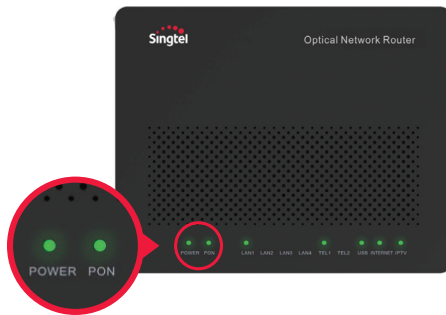 Singtel
Optical Network Router
POWER PON LAN1 LAN2 LAN3 LAN4 TEL1 TEL2 USB INTERNET IPTV
POWER PON